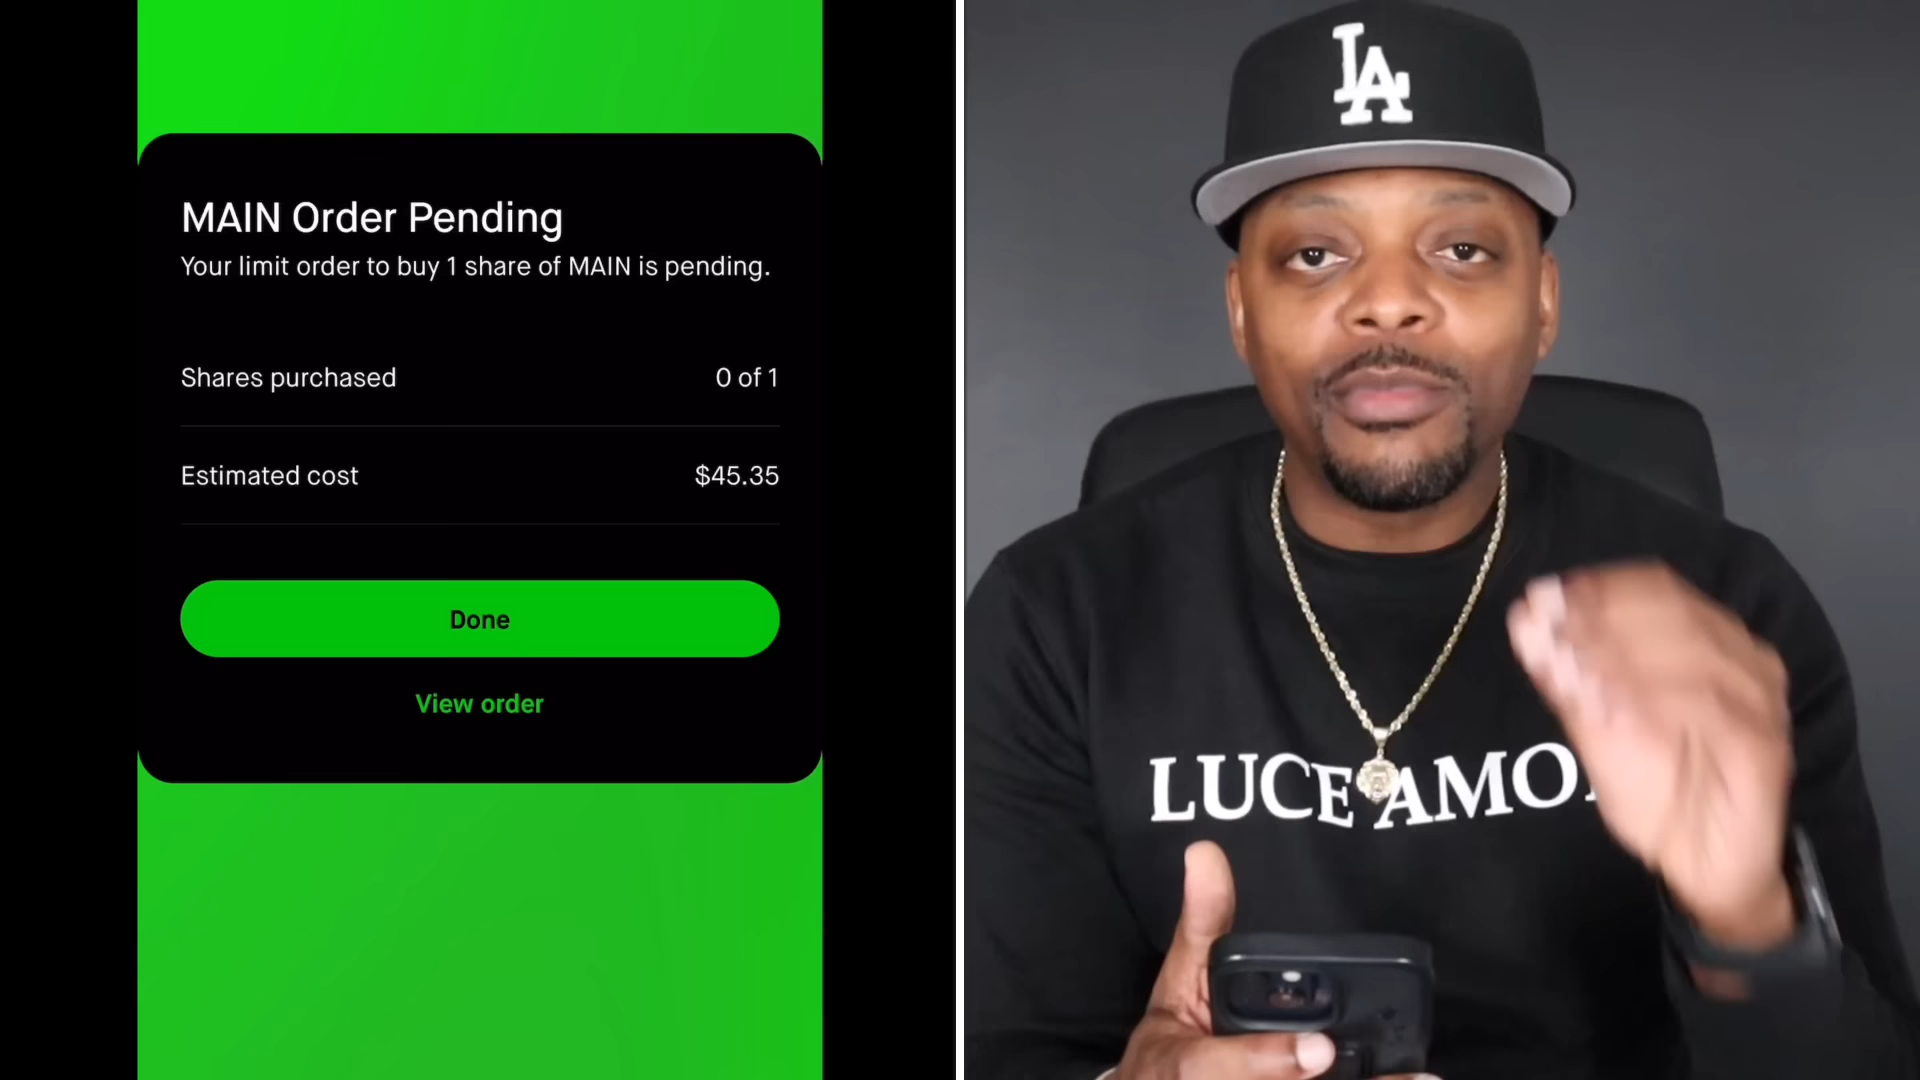 MAIN Order Pending
Your limit order to buy 1 share of MAIN is pending.
Shares purchased 0 of 1
Estimated cost $45.35
Done
View order
LA
LUCE AMO